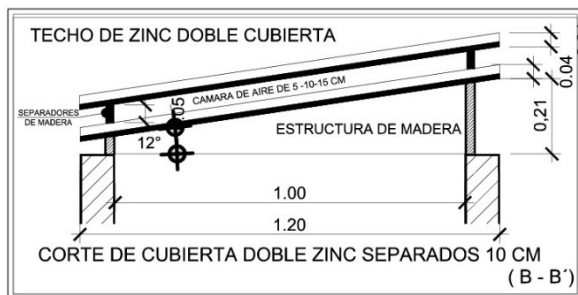 TECHO DE ZINC DOBLE CUBIERTA
0.04
CAMARA DE AIRE DE 5 -10-15 CM
SEPARADORES
DE MADERA
.05
ESTRUCTURA DE MADERA
0,21
12°
1.00
1.20
CORTE DE CUBIERTA DOBLE ZINC SEPARADOS 10 CM
( B - B´)